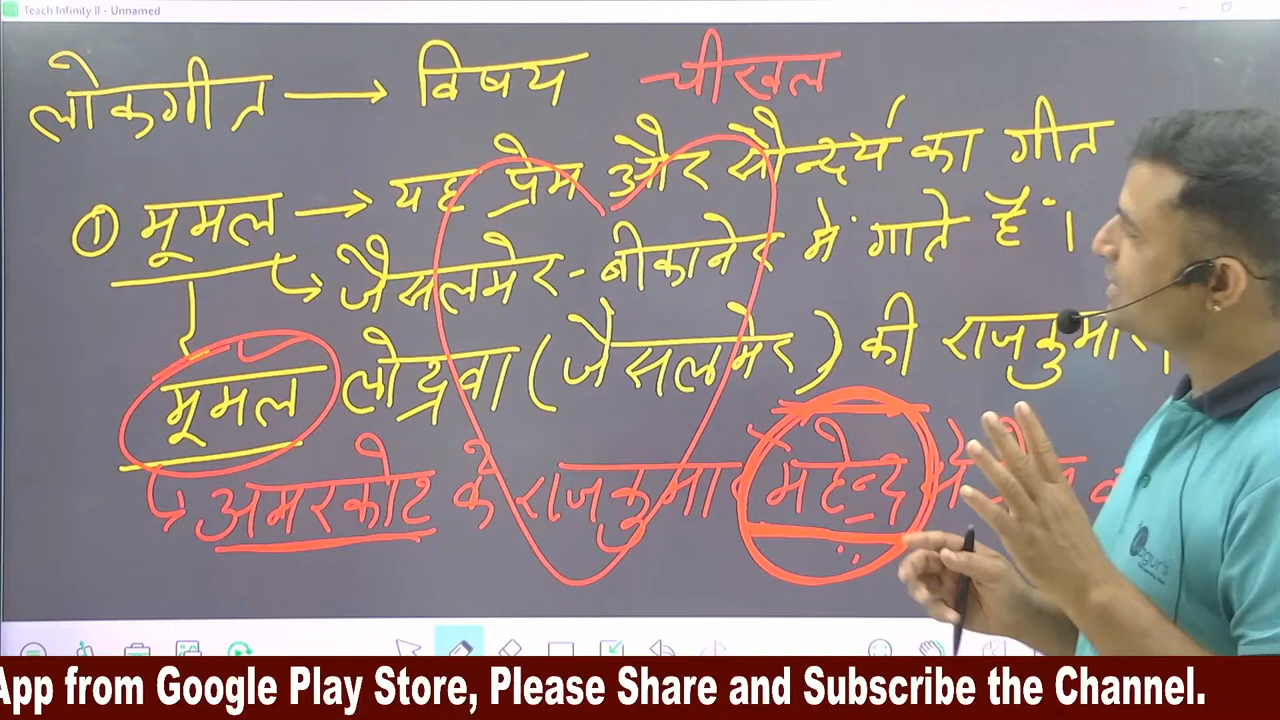 Teach Infinity II - Unnamed
लोकगीत → विषय चीखल
① मूमल → यह प्रेम और सौन्दर्य का गीत
↳ जैसलमेर - बीकानेर में गाते हैं।
मूमल लोद्रवा (जैसलमेर) की राजकुमारी
↳ अमरकोट के राजकुमार महेन्द्र से
App from Google Play Store, Please Share and Subscribe the Channel.